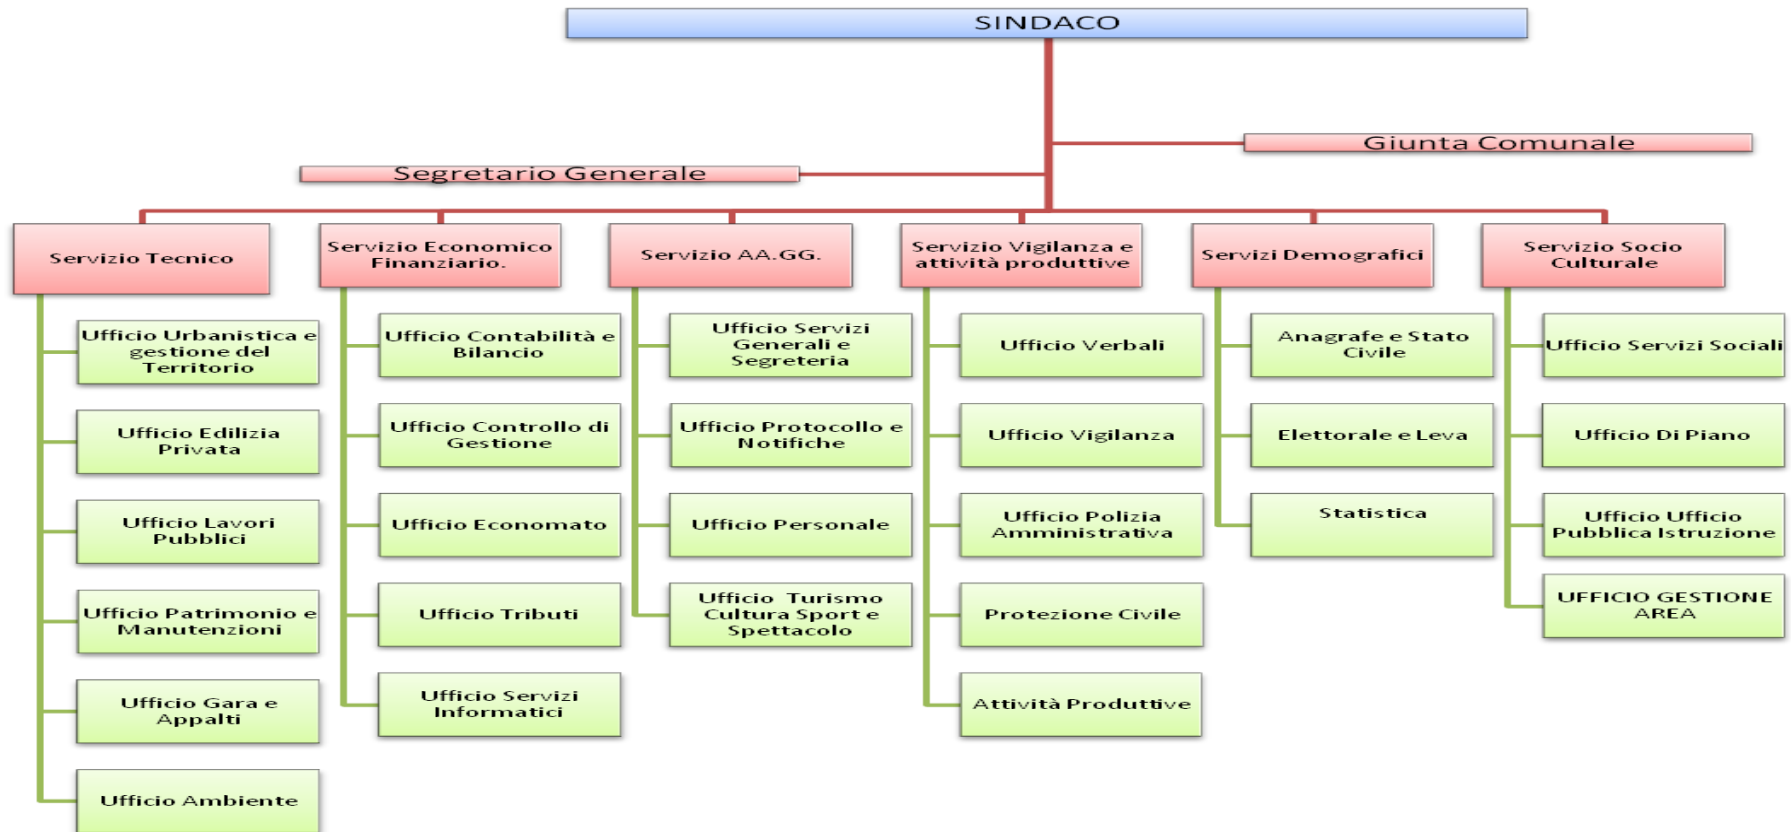 SINDACO
Giunta Comunale
Segretario Generale
Servizio Tecnico
Ufficio Urbanistica e
gestione del
Territorio
Ufficio Edilizia
Privata
Ufficio Lavori
Pubblici
Ufficio Patrimonio e
Manutenzioni
Ufficio Gara e
Appalti
Ufficio Ambiente
Servizio Economico
Finanziario.
Ufficio Contabilità e
Bilancio
Ufficio Controllo di
Gestione
Ufficio Economato
Ufficio Tributi
Ufficio Servizi
Informatici
Servizio AA.GG.
Ufficio Servizi
Generali e
Segreteria
Ufficio Protocollo e
Notifiche
Ufficio Personale
Ufficio Turismo
Cultura Sport e
Spettacolo
Servizio Vigilanza e
attività produttive
Ufficio Verbali
Ufficio Vigilanza
Ufficio Polizia
Amministrativa
Protezione Civile
Attività Produttive
Servizi Demografici
Anagrafe e Stato
Civile
Elettorale e Leva
Statistica
Servizio Socio
Culturale
Ufficio Servizi Sociali
Ufficio Di Piano
Ufficio Ufficio
Pubblica Istruzione
UFFICIO GESTIONE
AREA